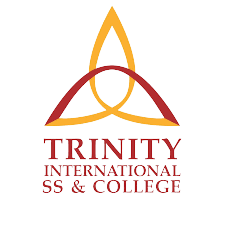 TRINITY
INTERNATIONAL
SS & COLLEGE